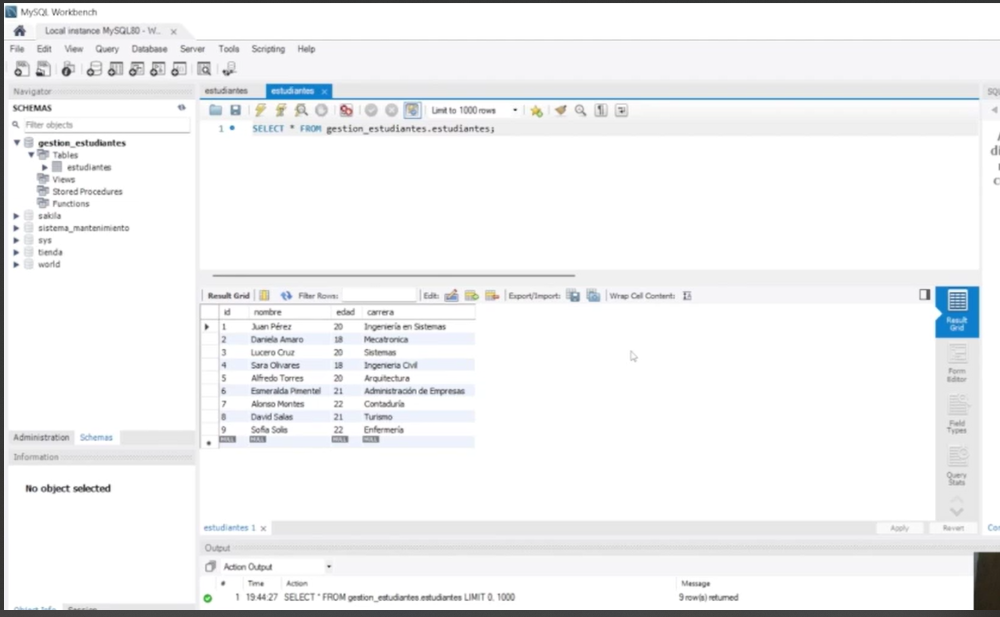 MySQL Workbench
Local instance MySQL80 - W...
File Edit View Query Database Server Tools Scripting Help
Navigator
SCHEMAS
Filter objects
gestion_estudiantes
Tables
estudiantes
Views
Stored Procedures
Functions
sakila
sistema_mantenimiento
sys
tienda
world
Administration Schemas
Information
No object selected
Object Info Session
estudiantes estudiantes
Limit to 1000 rows
1 SELECT * FROM gestion_estudiantes.estudiantes;
Result Grid Filter Rows: Edit: Export/Import: Wrap Cell Content:
id nombre edad carrera
1 Juan Pérez 20 Ingeniería en Sistemas
2 Daniela Amaro 18 Mecatronica
3 Lucero Cruz 20 Sistemas
4 Sara Olivares 18 Ingenieria Civil
5 Alfredo Torres 20 Arquitectura
6 Esmeralda Pimentel 21 Administración de Empresas
7 Alonso Montes 22 Contaduría
8 David Salas 21 Turismo
9 Sofia Solis 22 Enfermería
NULL NULL NULL NULL
Result
Grid
Form
Editor
Field
Types
Query
Stats
estudiantes 1
Apply Revert
Output
Action Output
# Time Action Message
1 19:44:27 SELECT * FROM gestion_estudiantes.estudiantes LIMIT 0, 1000 9 row(s) returned